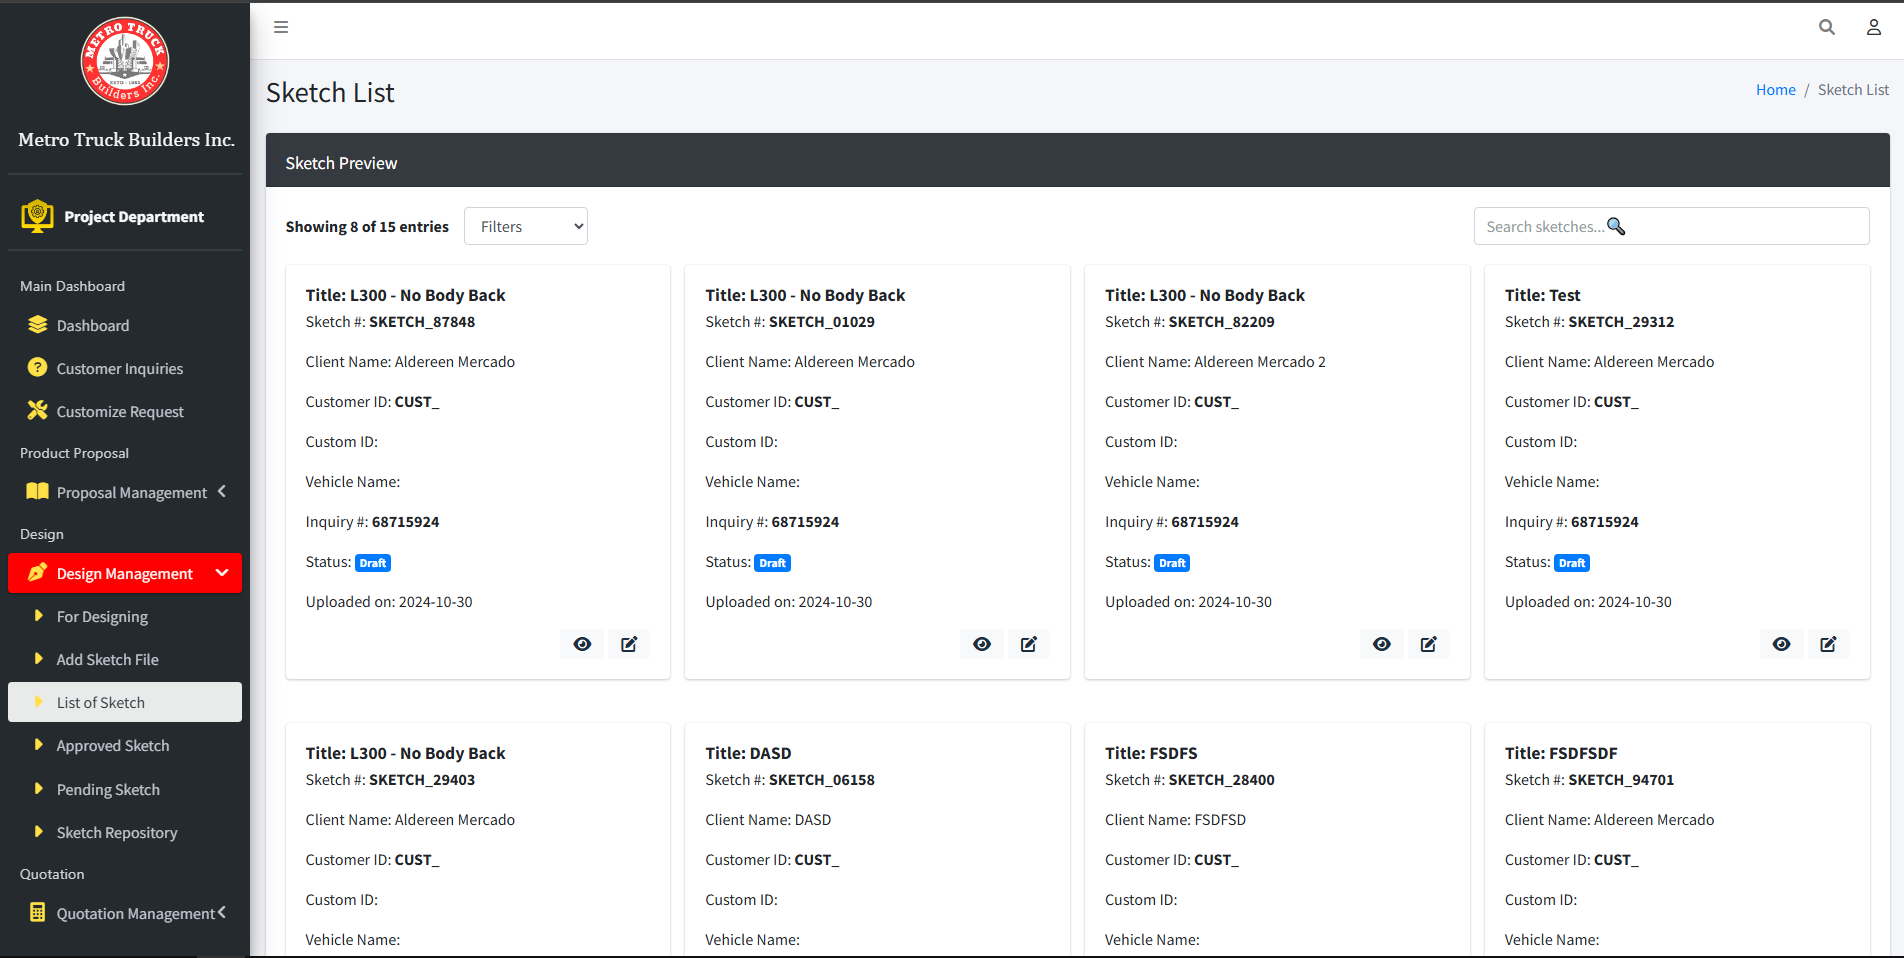 METRO TRUCK
Builders Inc.
Metro Truck Builders Inc.
Project Department
Main Dashboard
Dashboard
Customer Inquiries
Customize Request
Product Proposal
Proposal Management
Design
Design Management
For Designing
Add Sketch File
List of Sketch
Approved Sketch
Pending Sketch
Sketch Repository
Quotation
Quotation Management
Sketch List
Home / Sketch List
Sketch Preview
Showing 8 of 15 entries
Filters
Search sketches...
Title: L300 - No Body Back
Sketch #: SKETCH_87848
Client Name: Aldereen Mercado
Customer ID: CUST_
Custom ID:
Vehicle Name:
Inquiry #: 68715924
Status: Draft
Uploaded on: 2024-10-30
Title: L300 - No Body Back
Sketch #: SKETCH_01029
Client Name: Aldereen Mercado
Customer ID: CUST_
Custom ID:
Vehicle Name:
Inquiry #: 68715924
Status: Draft
Uploaded on: 2024-10-30
Title: L300 - No Body Back
Sketch #: SKETCH_82209
Client Name: Aldereen Mercado 2
Customer ID: CUST_
Custom ID:
Vehicle Name:
Inquiry #: 68715924
Status: Draft
Uploaded on: 2024-10-30
Title: Test
Sketch #: SKETCH_29312
Client Name: Aldereen Mercado
Customer ID: CUST_
Custom ID:
Vehicle Name:
Inquiry #: 68715924
Status: Draft
Uploaded on: 2024-10-30
Title: L300 - No Body Back
Sketch #: SKETCH_29403
Client Name: Aldereen Mercado
Customer ID: CUST_
Custom ID:
Vehicle Name:
Title: DASD
Sketch #: SKETCH_06158
Client Name: DASD
Customer ID: CUST_
Custom ID:
Vehicle Name:
Title: FSDFS
Sketch #: SKETCH_28400
Client Name: FSDFSD
Customer ID: CUST_
Custom ID:
Vehicle Name:
Title: FSDFSDF
Sketch #: SKETCH_94701
Client Name: Aldereen Mercado
Customer ID: CUST_
Custom ID:
Vehicle Name: